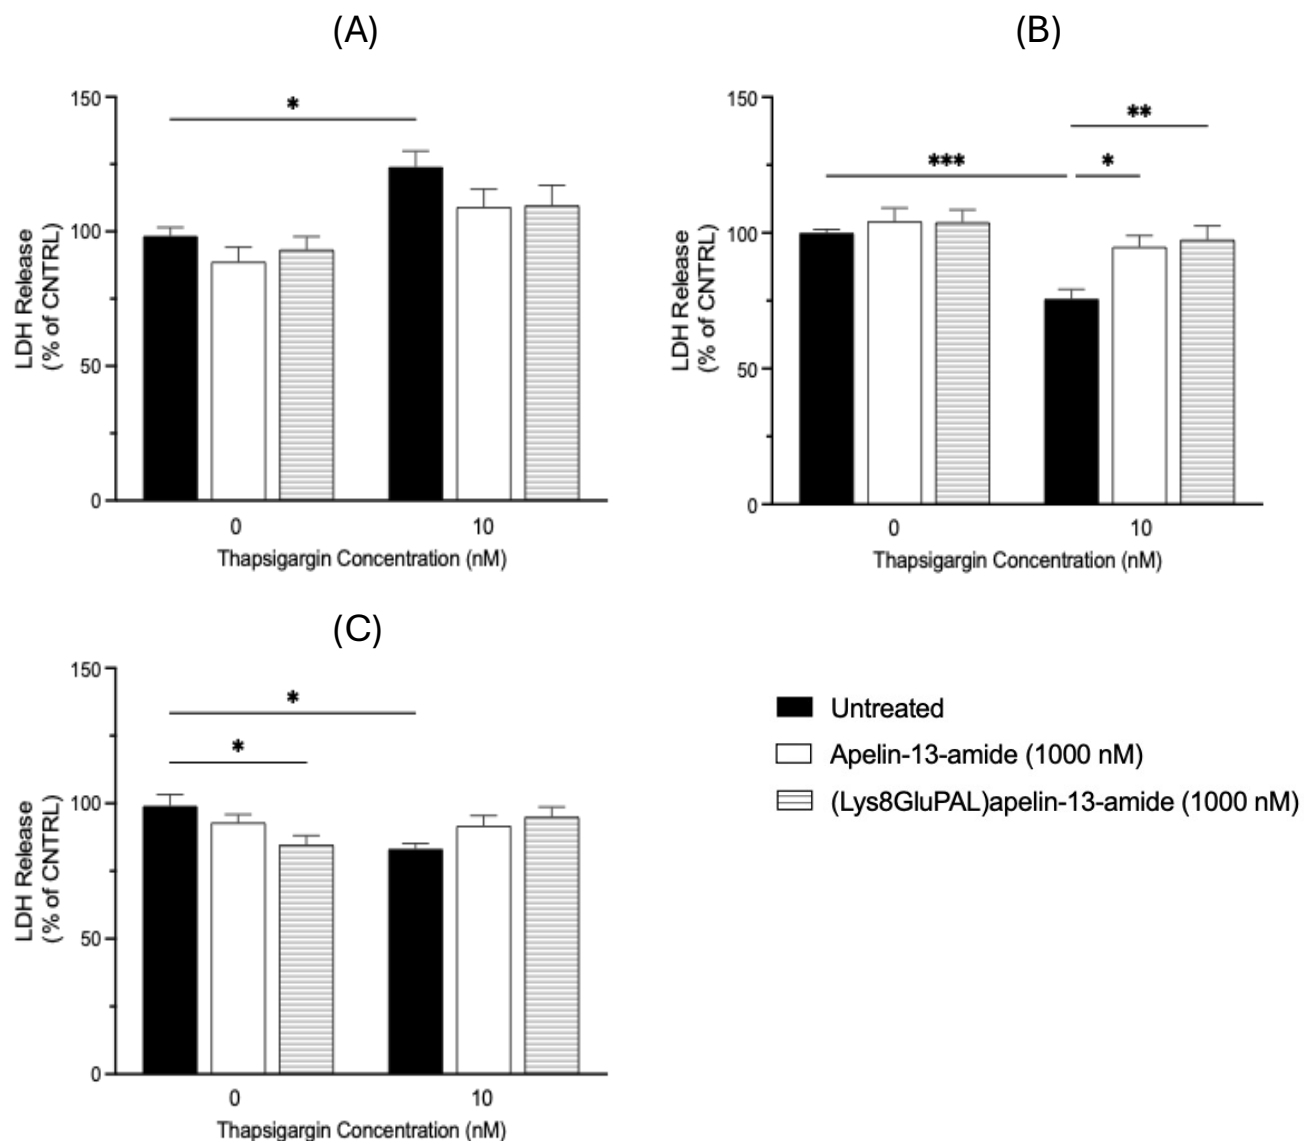 (A)
150
100
50
0
LDH Release
(% of CNTRL)
*
0
10
Thapsigargin Concentration (nM)
(B)
150
100
50
0
LDH Release
(% of CNTRL)
***
*
**
0
10
Thapsigargin Concentration (nM)
(C)
150
100
50
0
LDH Release
(% of CNTRL)
*
*
0
10
Thapsigargin Concentration (nM)
Untreated
Apelin-13-amide (1000 nM)
(Lys8GluPAL)apelin-13-amide (1000 nM)